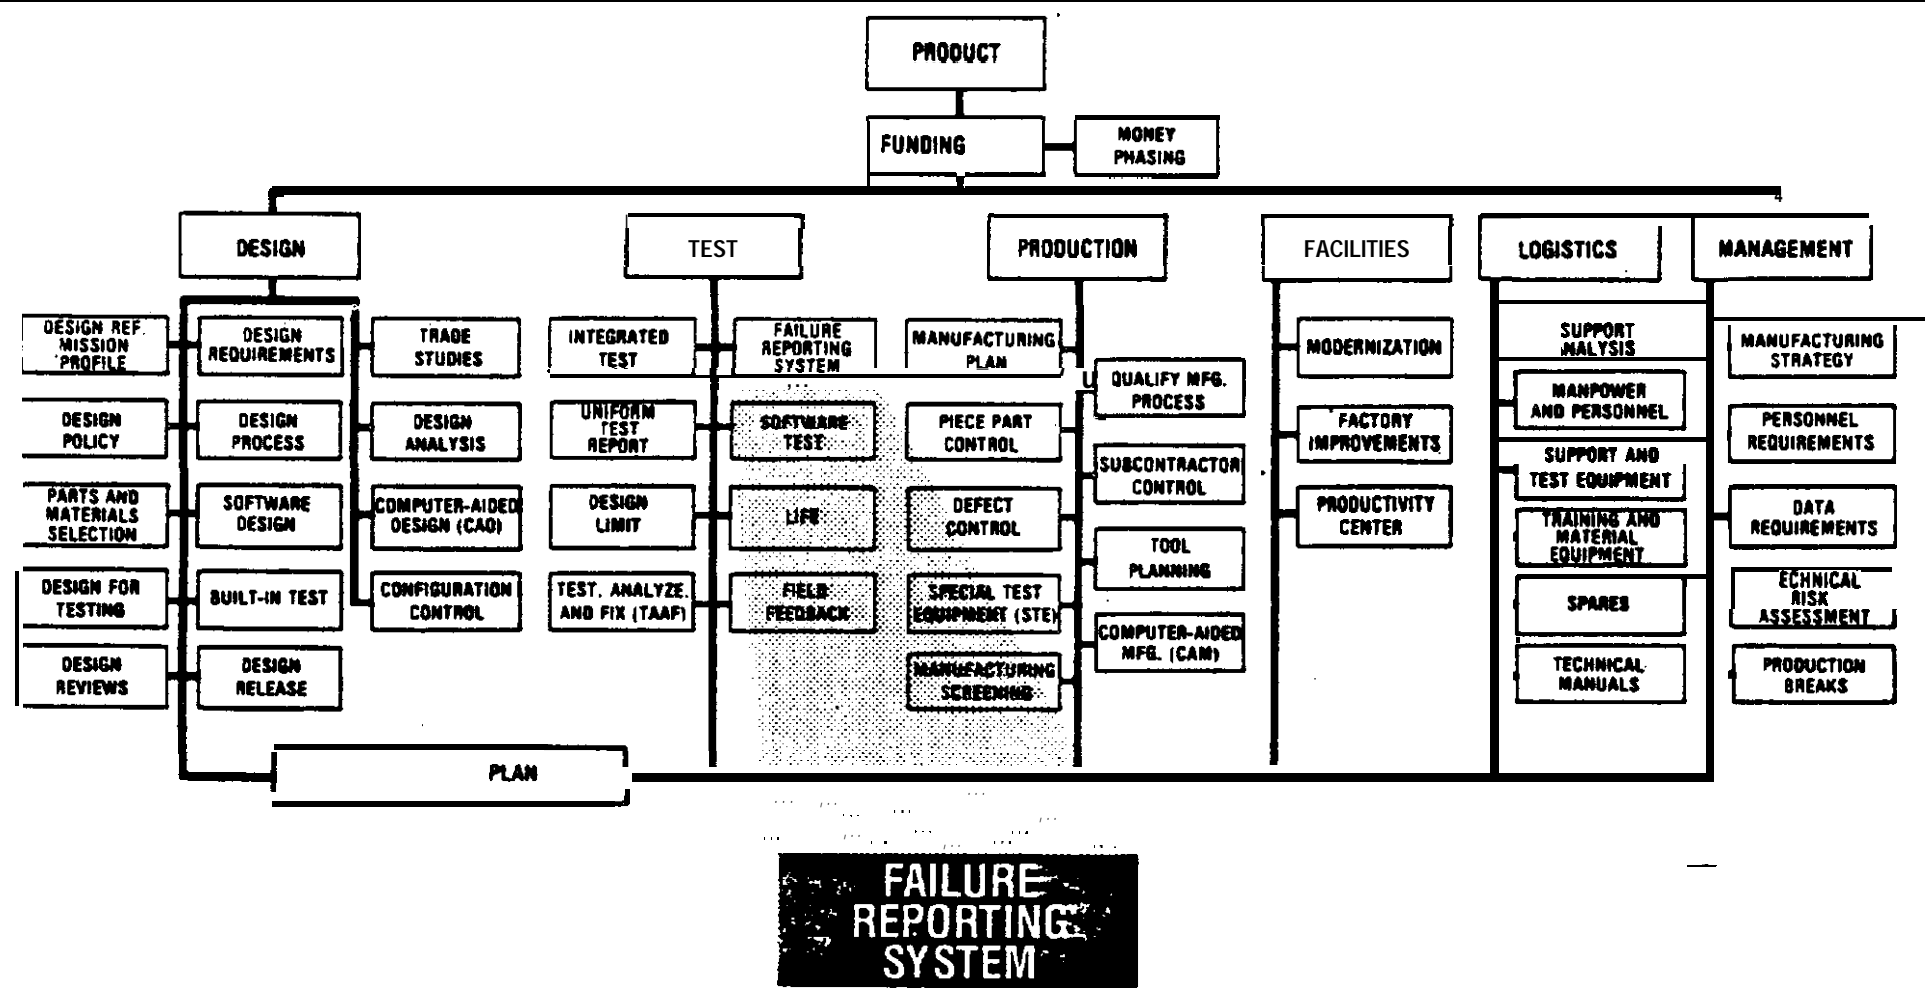 PRODUCT
FUNDING
MONEY
PHASING
DESIGN
TEST
PRODUCTION
FACILITIES
LOGISTICS
MANAGEMENT
DESIGN REF.
MISSION
PROFILE
DESIGN
REQUIREMENTS
TRADE
STUDIES
DESIGN
POLICY
DESIGN
PROCESS
DESIGN
ANALYSIS
PARTS AND
MATERIALS
SELECTION
SOFTWARE
DESIGN
COMPUTER-AIDED
DESIGN (CAO)
DESIGN FOR
TESTING
BUILT-IN TEST
CONFIGURATION
CONTROL
DESIGN
REVIEWS
DESIGN
RELEASE
INTEGRATED
TEST
FAILURE
REPORTING
SYSTEM
UNIFORM
TEST
REPORT
SOFTWARE
TEST
DESIGN
LIMIT
LIFE
TEST. ANALYZE.
AND FIX (TAAF)
FIELD
FEEDBACK
MANUFACTURING
PLAN
QUALIFY MFG.
PROCESS
PIECE PART
CONTROL
SUBCONTRACTOR
CONTROL
DEFECT
CONTROL
TOOL
PLANNING
SPECIAL TEST
EQUIPMENT (STE)
COMPUTER-AIDED
MFG. (CAM)
MANUFACTURING
SCREENING
MODERNIZATION
FACTORY
IMPROVEMENTS
PRODUCTIVITY
CENTER
SUPPORT
ANALYSIS
MANPOWER
AND PERSONNEL
SUPPORT AND
TEST EQUIPMENT
TRAINING AND
MATERIAL
EQUIPMENT
SPARES
TECHNICAL
MANUALS
MANUFACTURING
STRATEGY
PERSONNEL
REQUIREMENTS
DATA
REQUIREMENTS
ECHNICAL
RISK
ASSESSMENT
PRODUCTION
BREAKS
PLAN
FAILURE
REPORTING
SYSTEM